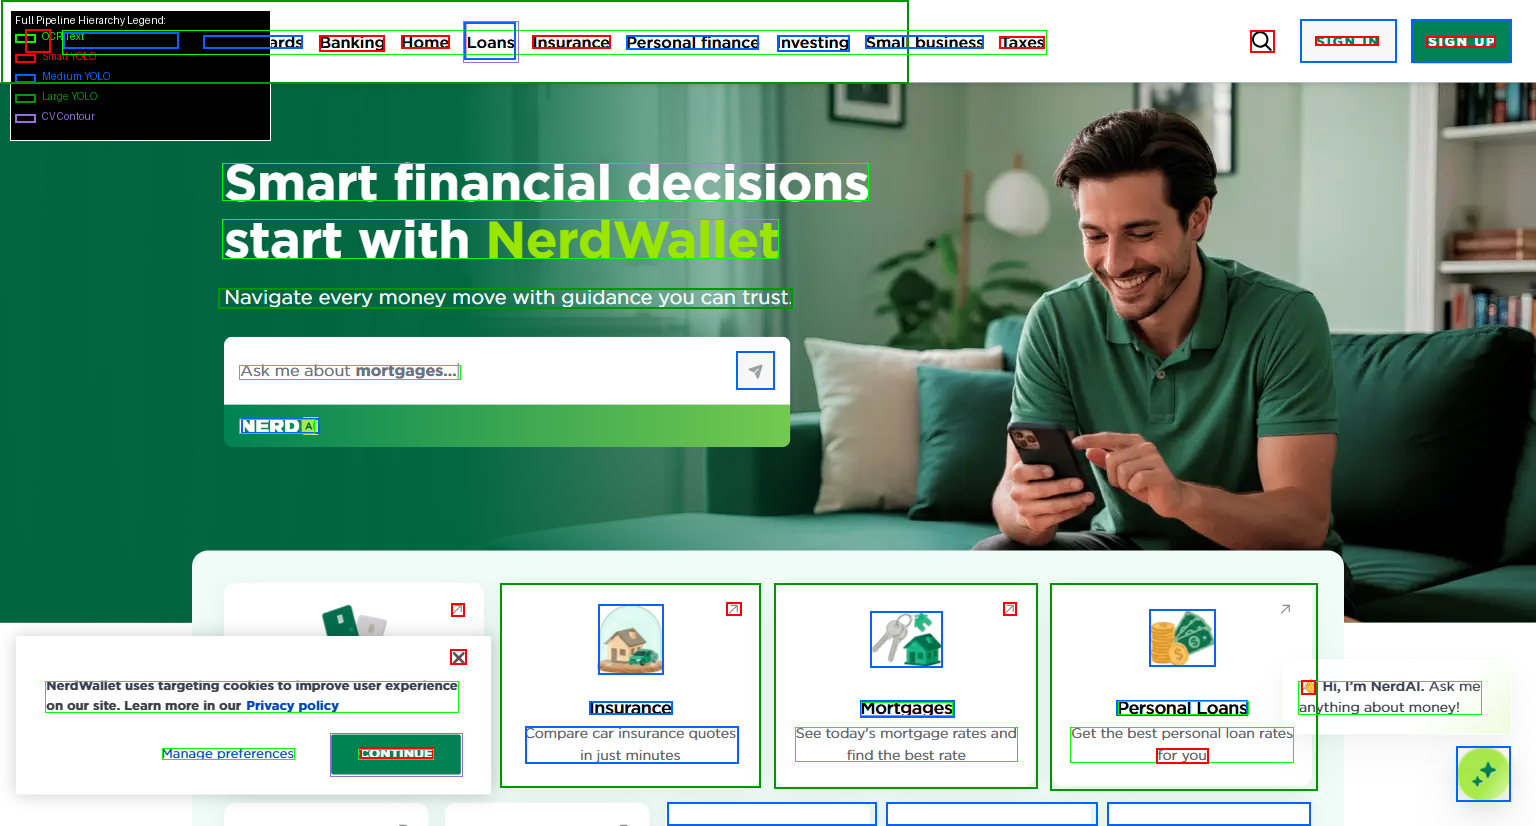 Full Pipeline Hierarchy Legend:
OCR Text
Small YOLO
Medium YOLO
Large YOLO
CV Contour
ards Banking Home Loans Insurance Personal finance Investing Small business Taxes SIGN IN SIGN UP
Smart financial decisions
start with NerdWallet
Navigate every money move with guidance you can trust.
Ask me about mortgages...
NERD AI
NerdWallet uses targeting cookies to improve user experience
on our site. Learn more in our Privacy policy
Manage preferences CONTINUE
Insurance
Compare car insurance quotes
in just minutes
Mortgages
See today's mortgage rates and
find the best rate
Personal Loans
Get the best personal loan rates
for you
👋 Hi, I'm NerdAI. Ask me
anything about money!